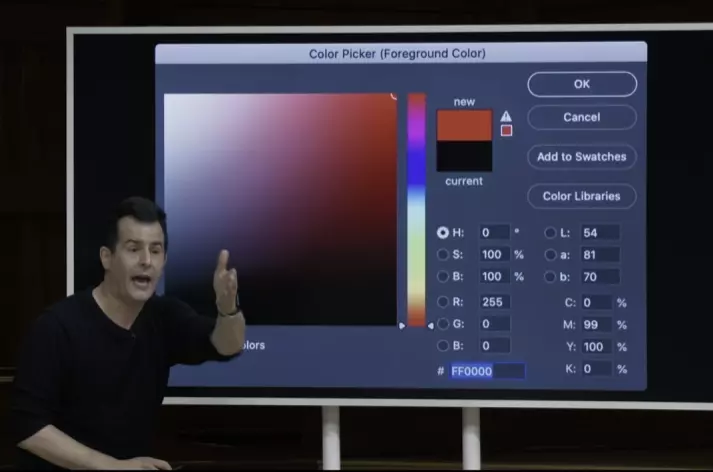 Color Picker (Foreground Color)
new
current
OK
Cancel
Add to Swatches
Color Libraries
H: 0 °
S: 100 %
B: 100 %
R: 255
G: 0
B: 0
# FF0000
L: 54
a: 81
b: 70
C: 0 %
M: 99 %
Y: 100 %
K: 0 %
olors